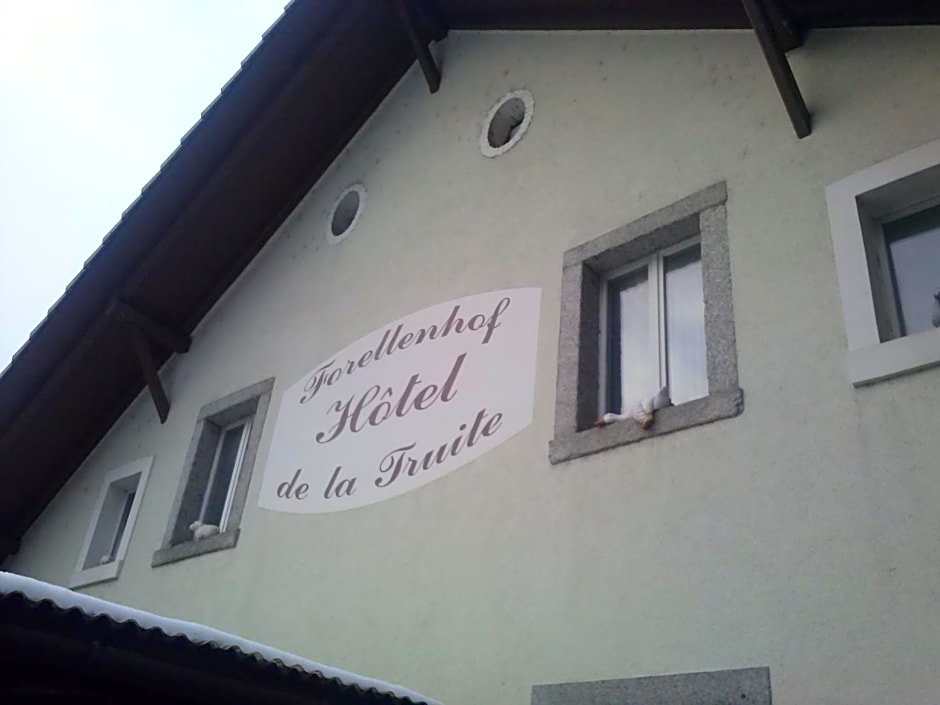 Forellenhof
Hôtel
de la Truite